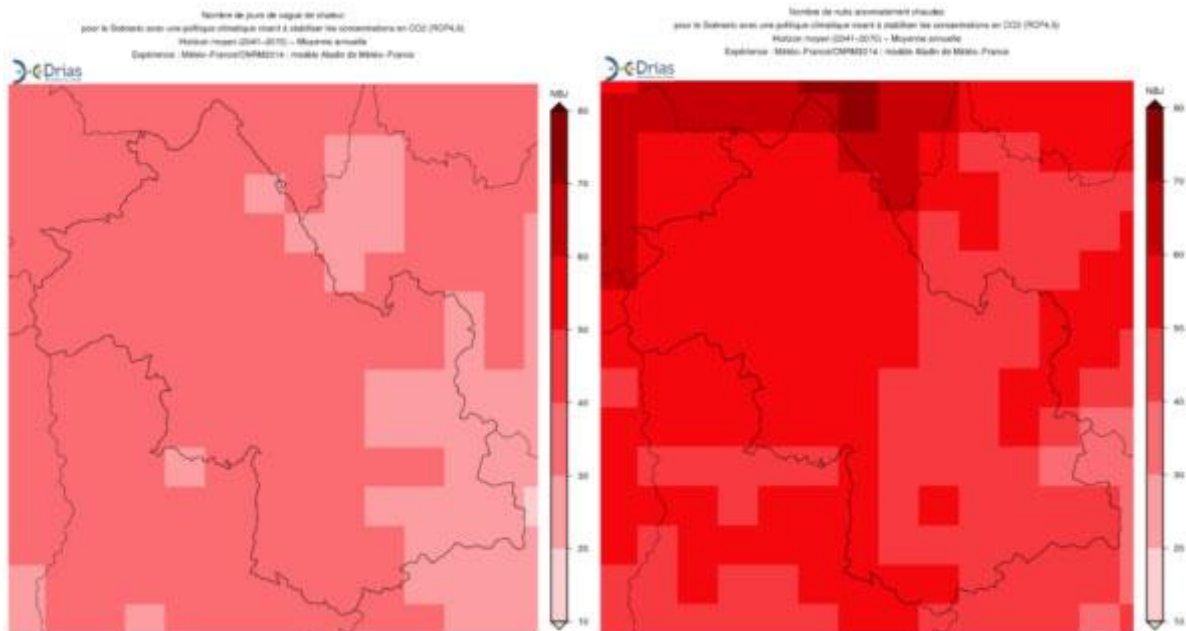 Nombre de jours de vague de chaleur
pour le Scénario avec une politique climatique visant à stabiliser les concentrations en CO2 (RCP4.5)
Horizon moyen (2041-2070) - Moyenne annuelle
Expérience : Météo-France/CNRM2014 : modèle Aladin de Météo-France
Drias
NBJ
80
70
60
50
40
30
20
10
Nombre de nuits anormalement chaudes
pour le Scénario avec une politique climatique visant à stabiliser les concentrations en CO2 (RCP4.5)
Horizon moyen (2041-2070) - Moyenne annuelle
Expérience : Météo-France/CNRM2014 : modèle Aladin de Météo-France
Drias
NBJ
80
70
60
50
40
30
20
10